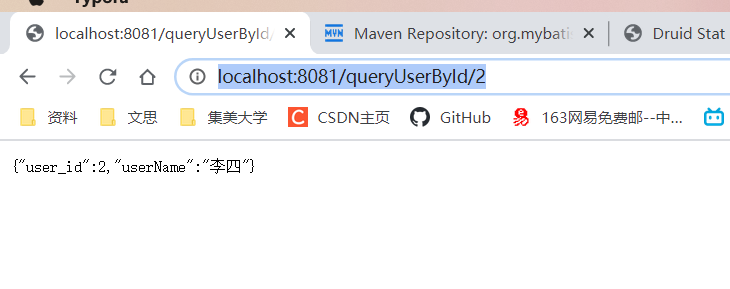 Typora
localhost:8081/queryUserById/
Maven Repository: org.mybati
Druid Stat
localhost:8081/queryUserById/2
资料
文思
集美大学
CSDN主页
GitHub
163网易免费邮--中...
{"user_id":2,"userName":"李四"}